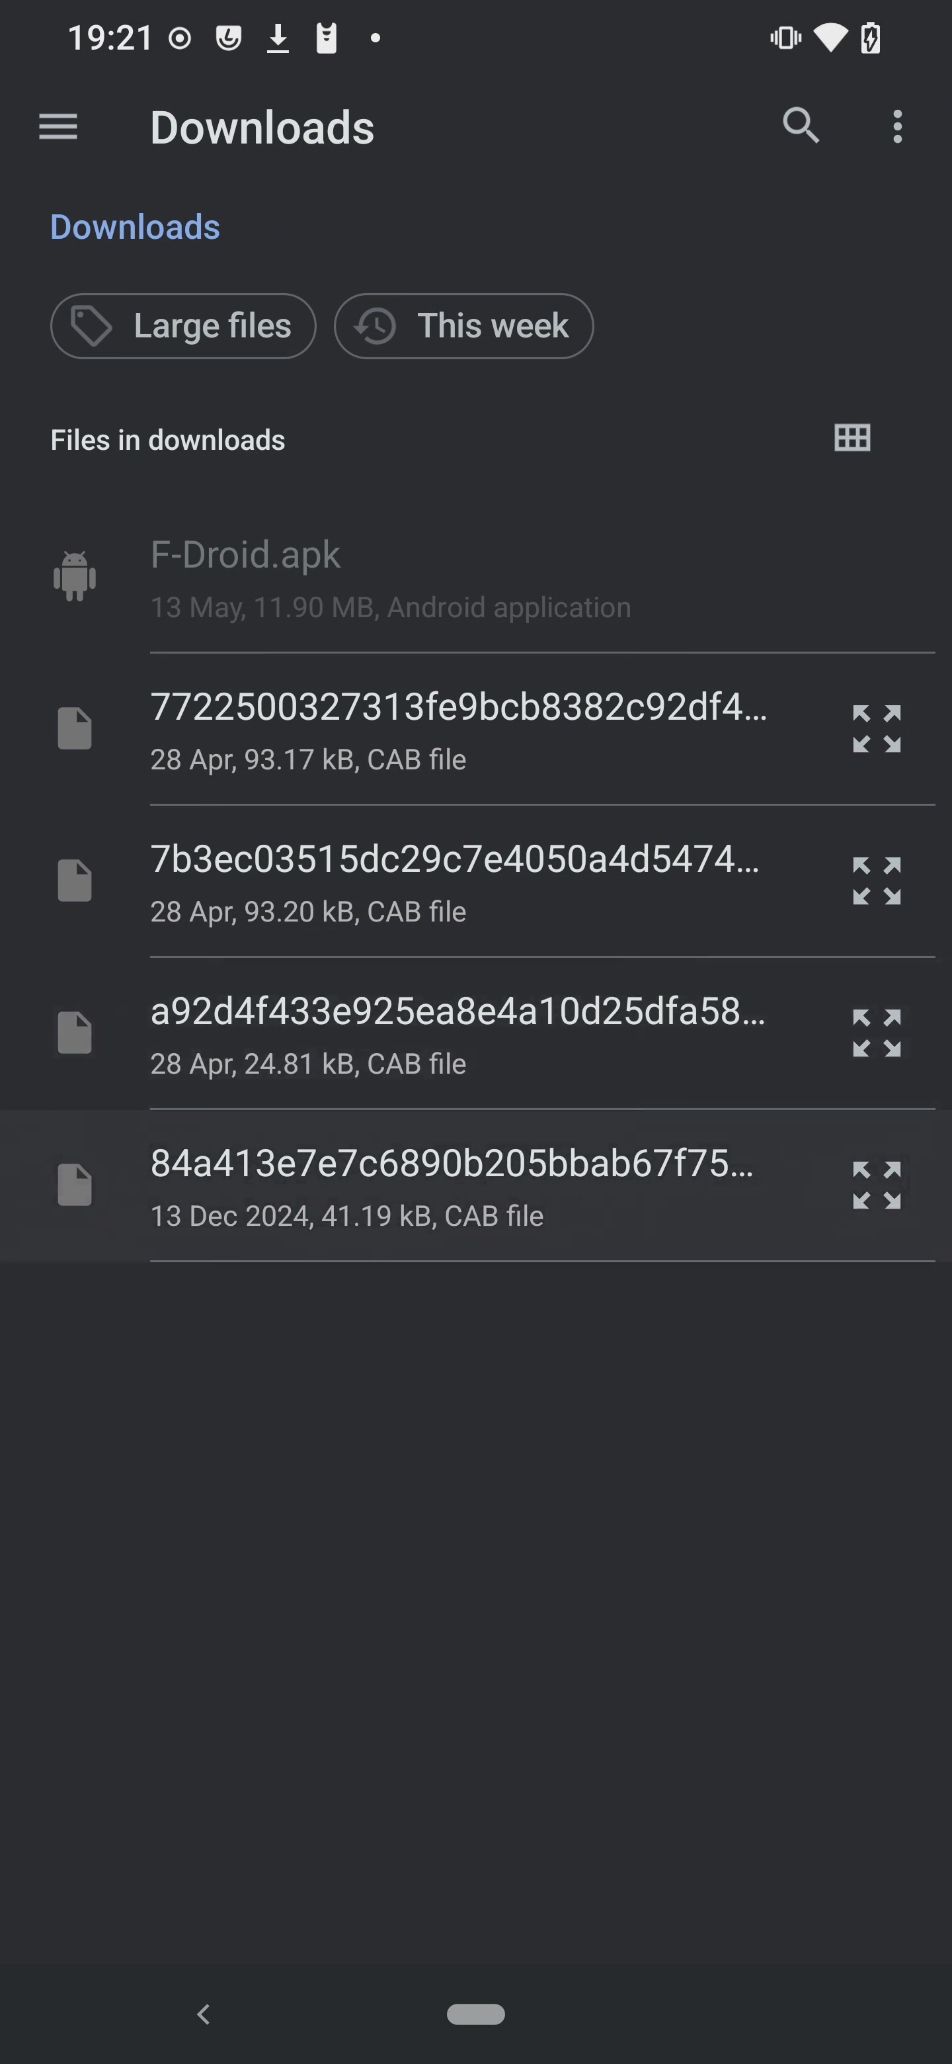 19:21
Downloads
Downloads
Large files
This week
Files in downloads
F-Droid.apk
13 May, 11.90 MB, Android application
7722500327313fe9bcb8382c92df4...
28 Apr, 93.17 kB, CAB file
7b3ec03515dc29c7e4050a4d5474...
28 Apr, 93.20 kB, CAB file
a92d4f433e925ea8e4a10d25dfa58...
28 Apr, 24.81 kB, CAB file
84a413e7e7c6890b205bbab67f75...
13 Dec 2024, 41.19 kB, CAB file